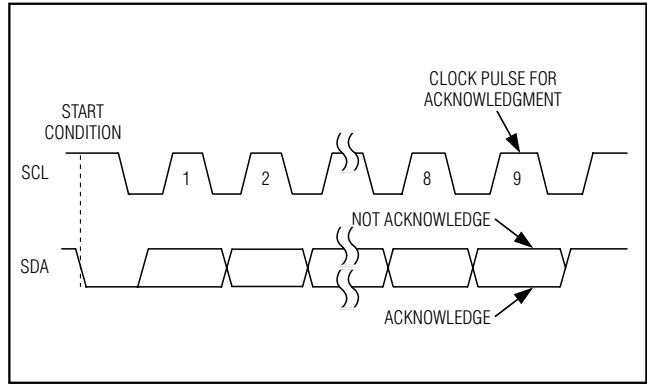 CLOCK PULSE FOR
ACKNOWLEDGMENT
START
CONDITION
SCL
1
2
8
9
NOT ACKNOWLEDGE
SDA
ACKNOWLEDGE